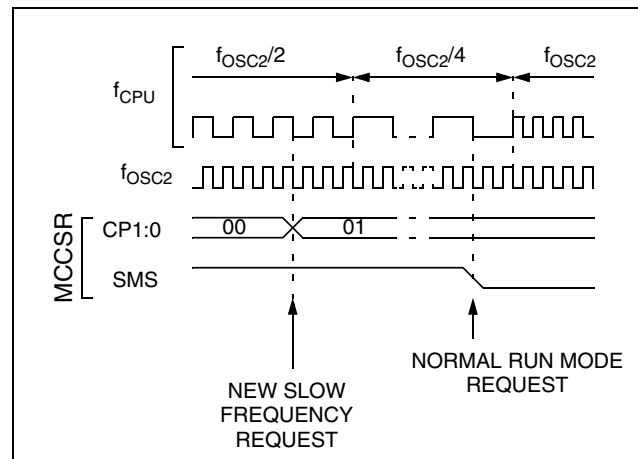 fOSC2/2 fOSC2/4 fOSC2
fCPU
fOSC2
MCCSR
CP1:0 00 01
SMS
NEW SLOW
FREQUENCY
REQUEST
NORMAL RUN MODE
REQUEST